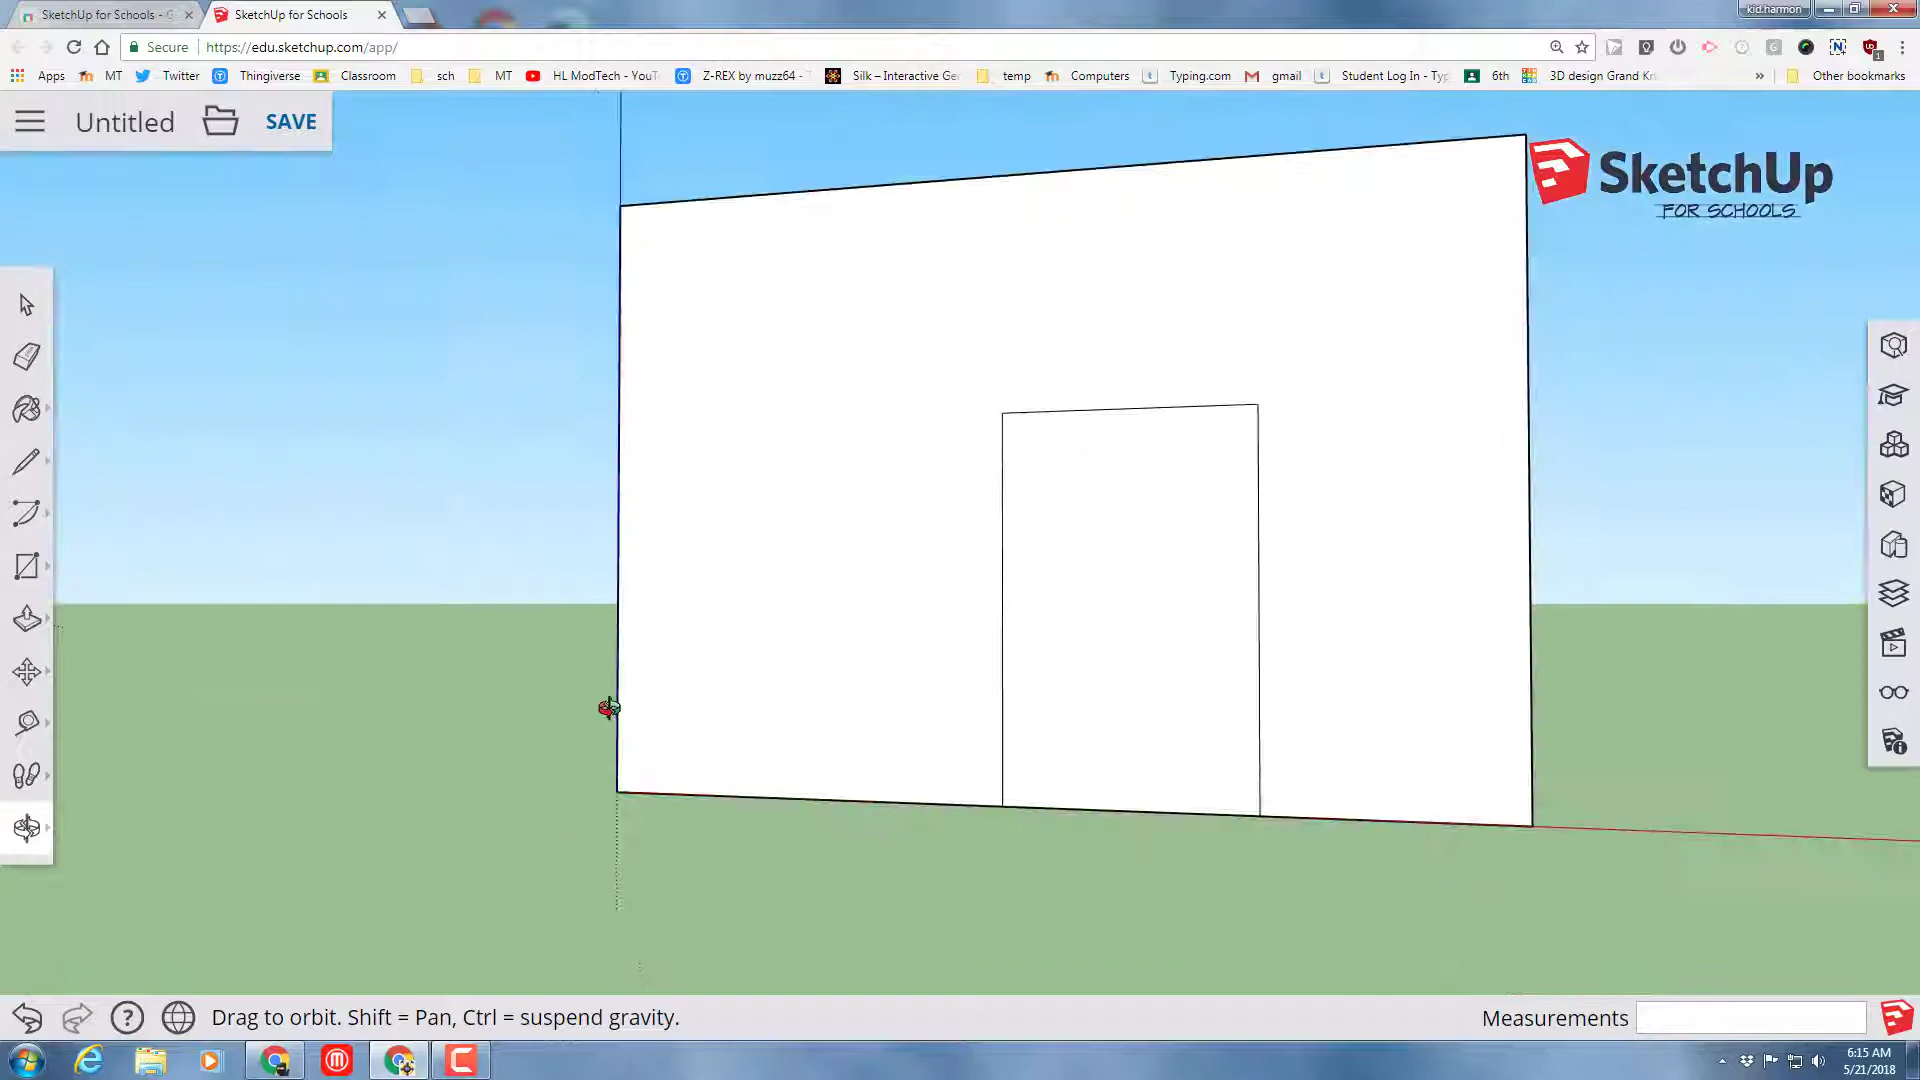 SketchUp for Schools - G
SketchUp for Schools
kid.harmon
Secure
https://edu.sketchup.com/app/
Apps
MT
Twitter
Thingiverse
Classroom
sch
MT
HL ModTech - YouT
Z-REX by muzz64 -
Silk – Interactive Ge
temp
Computers
Typing.com
gmail
Student Log In - Typ
6th
3D design Grand Kr
»
Other bookmarks
Untitled
SAVE
SketchUp
FOR SCHOOLS
Drag to orbit. Shift = Pan, Ctrl = suspend gravity.
Measurements
6:15 AM
5/21/2018